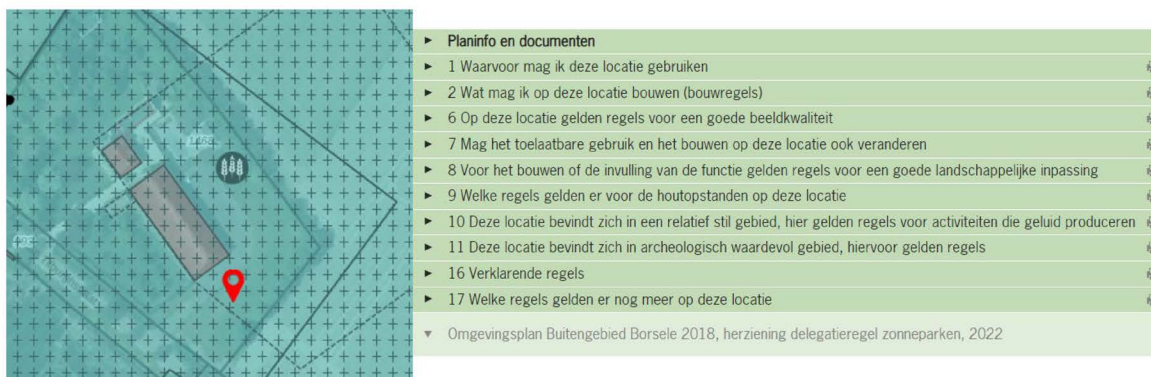 Planinfo en documenten
1 Waarvoor mag ik deze locatie gebruiken
2 Wat mag ik op deze locatie bouwen (bouwregels)
6 Op deze locatie gelden regels voor een goede beeldkwaliteit
7 Mag het toelaatbare gebruik en het bouwen op deze locatie ook veranderen
8 Voor het bouwen of de invulling van de functie gelden regels voor een goede landschappelijke inpassing
9 Welke regels gelden er voor de houtopstanden op deze locatie
10 Deze locatie bevindt zich in een relatief stil gebied, hier gelden regels voor activiteiten die geluid produceren
11 Deze locatie bevindt zich in archeologisch waardevol gebied, hiervoor gelden regels
16 Verklarende regels
17 Welke regels gelden er nog meer op deze locatie
Omgevingsplan Buitengebied Borsele 2018, herziening delegatieregel zonneparken, 2022